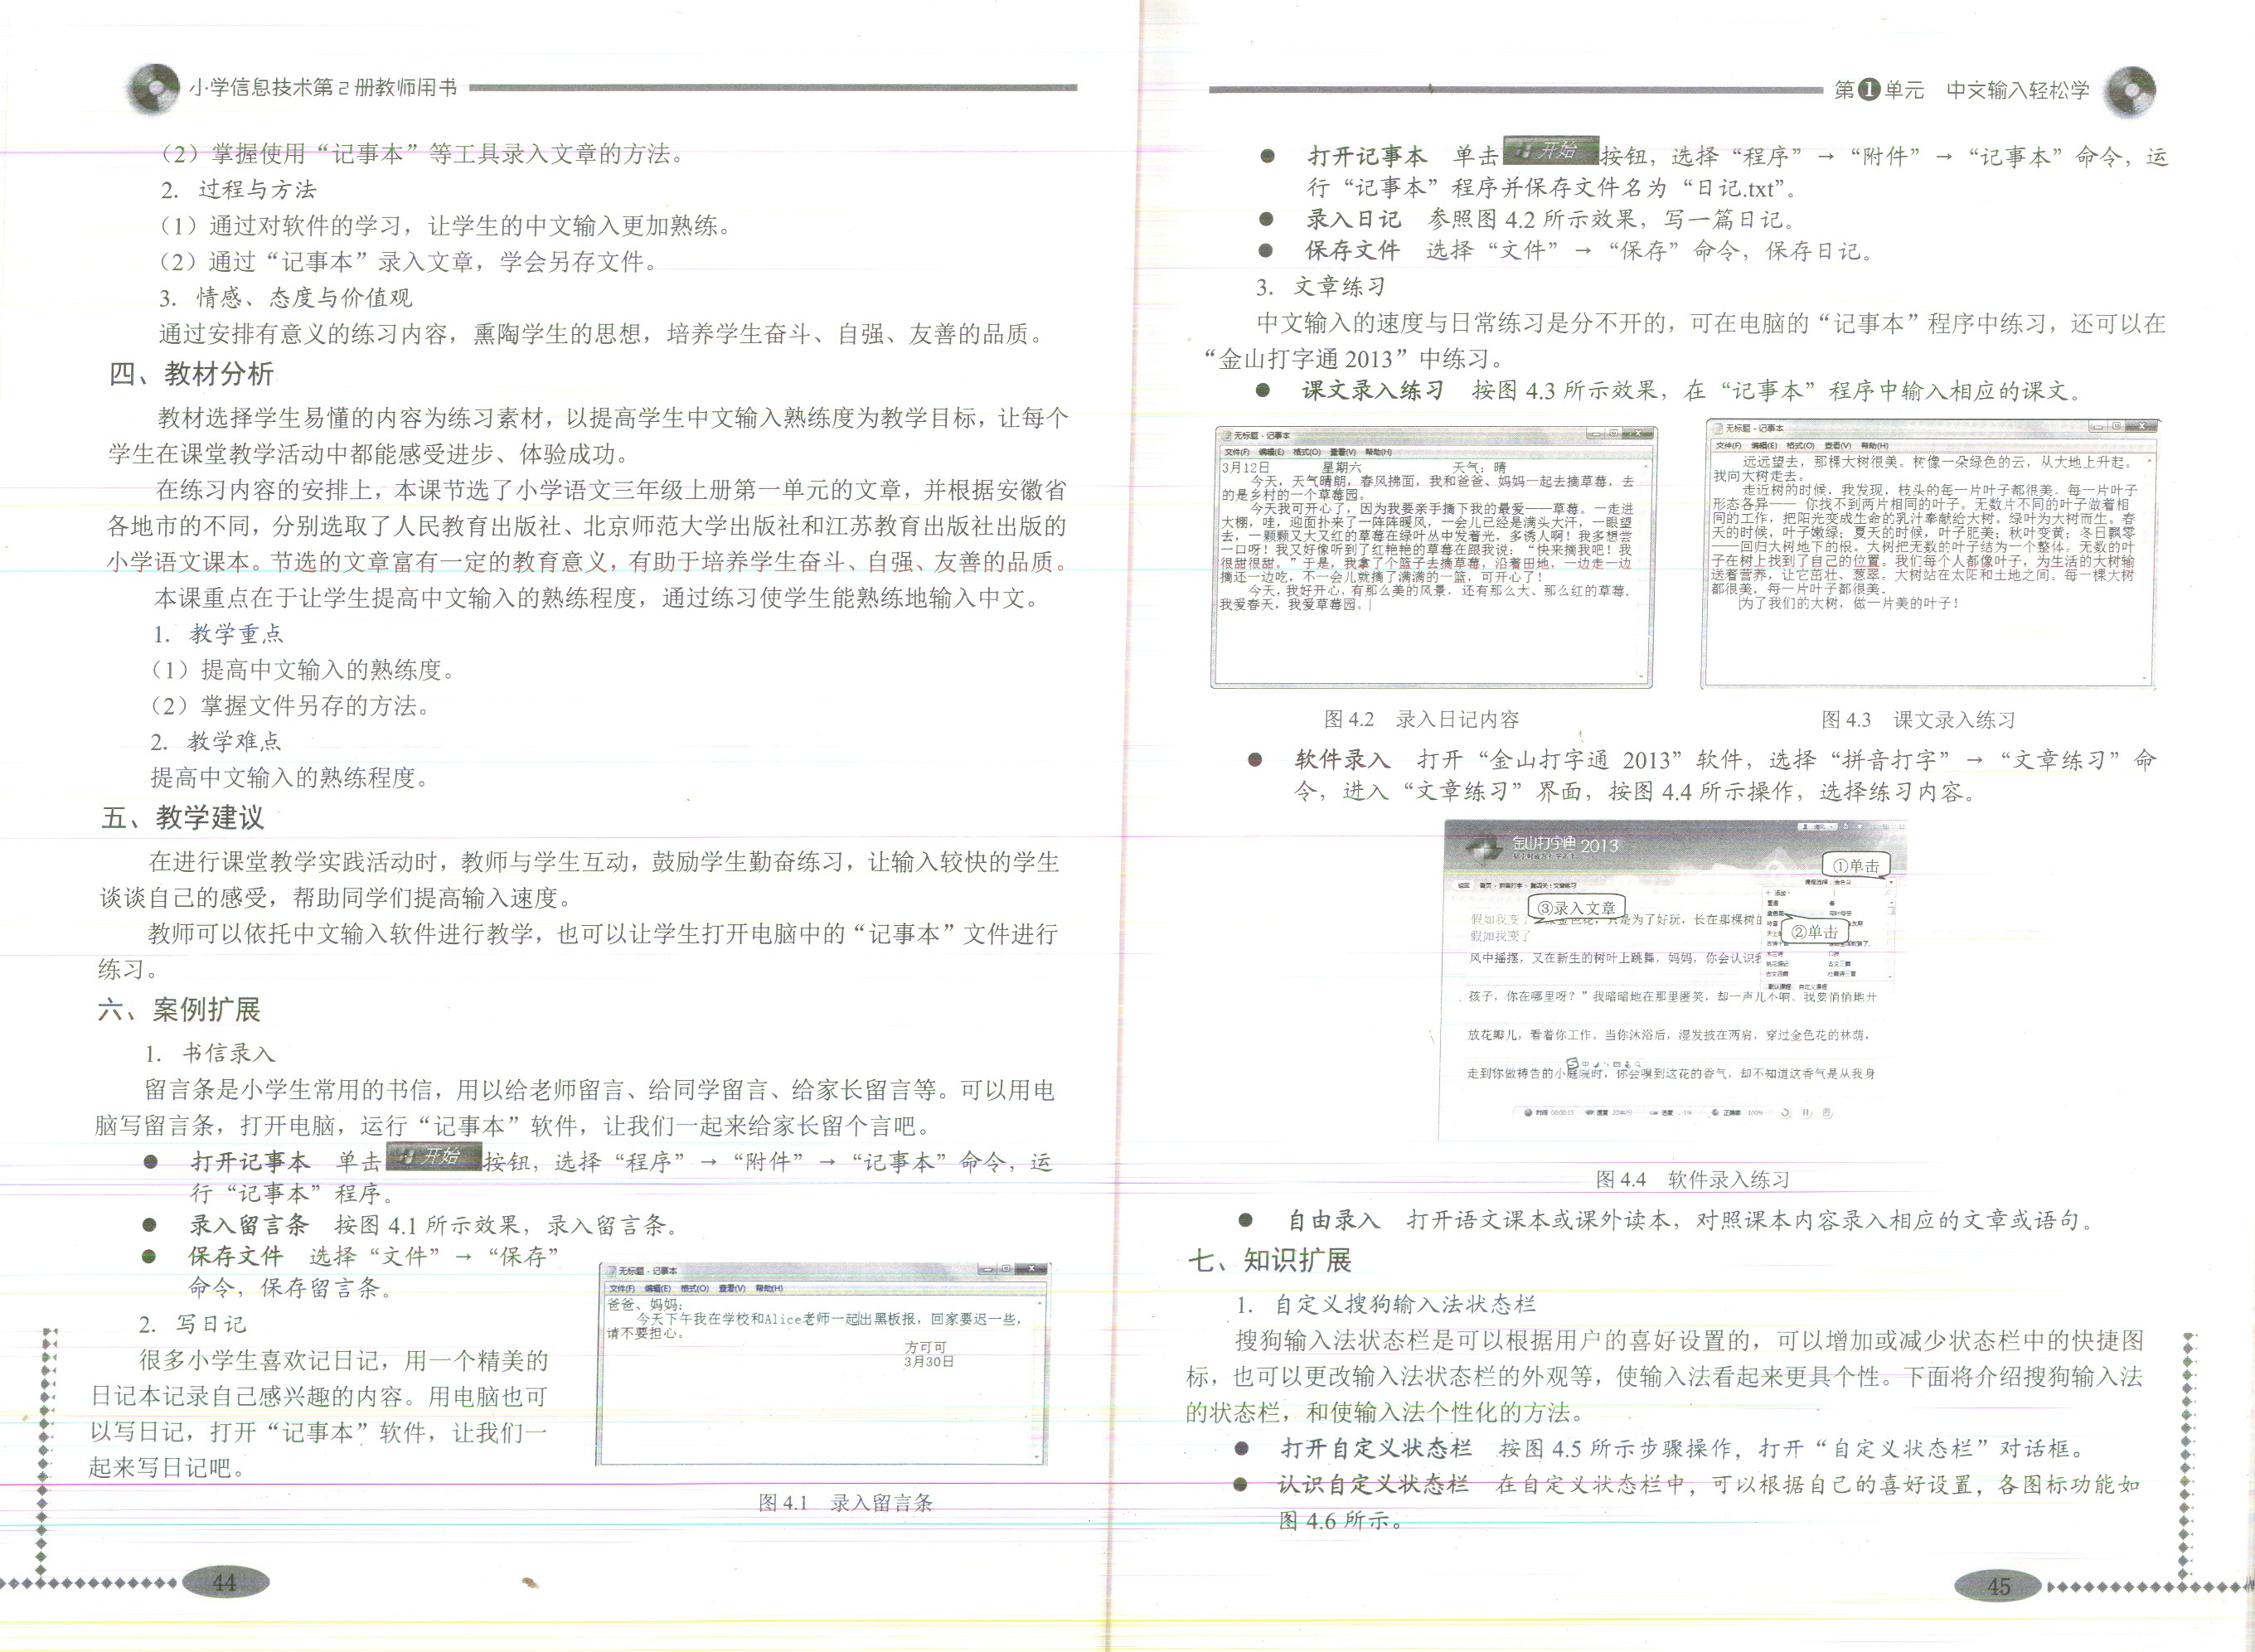 小学信息技术第2册教师用书
（2）掌握使用“记事本”等工具录入文章的方法。
2. 过程与方法
（1）通过对软件的学习，让学生的中文输入更加熟练。
（2）通过“记事本”录入文章，学会另存文件。
3. 情感、态度与价值观
通过安排有意义的练习内容，熏陶学生的思想，培养学生奋斗、自强、友善的品质。
四、教材分析
教材选择学生易懂的内容为练习素材，以提高学生中文输入熟练度为教学目标，让每个
学生在课堂教学活动中都能感受进步、体验成功。
在练习内容的安排上，本课节选了小学语文三年级上册第一单元的文章，并根据安徽省
各地市的不同，分别选取了人民教育出版社、北京师范大学出版社和江苏教育出版社出版的
小学语文课本。节选的文章富有一定的教育意义，有助于培养学生奋斗、自强、友善的品质。
本课重点在于让学生提高中文输入的熟练程度，通过练习使学生能熟练地输入中文。
1. 教学重点
（1）提高中文输入的熟练度。
（2）掌握文件另存的方法。
2. 教学难点
提高中文输入的熟练程度。
五、教学建议
在进行课堂教学实践活动时，教师与学生互动，鼓励学生勤奋练习，让输入较快的学生
谈谈自己的感受，帮助同学们提高输入速度。
教师可以依托中文输入软件进行教学，也可以让学生打开电脑中的“记事本”文件进行
练习。
六、案例扩展
1. 书信录入
留言条是小学生常用的书信，用以给老师留言、给同学留言、给家长留言等。可以用电
脑写留言条，打开电脑，运行“记事本”软件，让我们一起来给家长留个言吧。
● 打开记事本 单击 开始 按钮，选择“程序”→“附件”→“记事本”命令，运
行“记事本”程序。
● 录入留言条 按图 4.1 所示效果，录入留言条。
● 保存文件 选择“文件”→“保存”
命令，保存留言条。
2. 写日记
很多小学生喜欢记日记，用一个精美的
日记本记录自己感兴趣的内容。用电脑也可
以写日记，打开“记事本”软件，让我们一
起来写日记吧。
无标题 - 记事本
文件(F) 编辑(E) 格式(O) 查看(V) 帮助(H)
爸爸、妈妈：
今天下午我在学校和Alice老师一起出黑板报，回家要迟一些，
请不要担心。
方可可
3月30日
图 4.1 录入留言条
44
第1单元 中文输入轻松学
● 打开记事本 单击 开始 按钮，选择“程序”→“附件”→“记事本”命令，运
行“记事本”程序并保存文件名为“日记.txt”。
● 录入日记 参照图 4.2 所示效果，写一篇日记。
● 保存文件 选择“文件”→“保存”命令，保存日记。
3. 文章练习
中文输入的速度与日常练习是分不开的，可在电脑的“记事本”程序中练习，还可以在
“金山打字通 2013”中练习。
● 课文录入练习 按图 4.3 所示效果，在“记事本”程序中输入相应的课文。
无标题 - 记事本
文件(F) 编辑(E) 格式(O) 查看(V) 帮助(H)
3月12日 星期六 天气：晴
今天，天气晴朗，春风拂面，我和爸爸、妈妈一起去摘草莓，去
的是乡村的一个草莓园。
今天我可开心了，因为我要亲手摘下我的最爱——草莓。一走进
大棚，哇，迎面扑来了一阵阵暖风，一会儿已经是满头大汗，一眼望
去，一颗颗又大又红的草莓在绿叶丛中发着光，多诱人啊！我多想尝
一口呀！我又好像听到了红艳艳的草莓在跟我说：“快来摘我吧！我
很甜很甜。”于是，我拿了个篮子去摘草莓，沿着田地，一边走一边
摘还一边吃，不一会儿就摘了满满的一篮，可开心了！
今天，我好开心，有那么美的风景，还有那么大、那么红的草莓．
我爱春天，我爱草莓园。
图 4.2 录入日记内容
无标题 - 记事本
文件(F) 编辑(E) 格式(O) 查看(V) 帮助(H)
远远望去，那棵大树很美。树像一朵绿色的云，从大地上升起。
我向大树走去。
走近树的时候，我发现，枝头的每一片叶子都很美。每一片叶子
形态各异—— 你找不到两片相同的叶子。无数片不同的叶子做着相
同的工作，把阳光变成生命的乳汁奉献给大树。绿叶为大树而生。春
天的时候，叶子嫩绿；夏天的时候，叶子肥美；秋叶变黄；冬日飘零
——回归大树地下的根。大树把无数的叶子结为一个整体。无数的叶
子在树上找到了自己的位置。我们每个人都像叶子，为生活的大树输
送着营养，让它茁壮、葱翠。大树站在太阳和土地之间。每一棵大树
都很美，每一片叶子都很美．
为了我们的大树，做一片美的叶子！
图 4.3 课文录入练习
● 软件录入 打开“金山打字通 2013”软件，选择“拼音打字”→“文章练习”命
令，进入“文章练习”界面，按图 4.4 所示操作，选择练习内容。
金山打字通 2013
①单击
③录入文章
②单击
假如我变了
假如我变了
风中摇摆，又在新生的树叶上跳舞，妈妈，你会认识我
孩子，你在哪里呀？”我暗暗地在那里匿笑，却一声儿不响。我要悄悄地开
放花瓣儿，看着你工作。当你沐浴后，湿发披在两肩，穿过金色花的林荫，
走到你做祷告的小庭院时，你会嗅到这花的香气，却不知道这香气是从我身
图 4.4 软件录入练习
● 自由录入 打开语文课本或课外读本，对照课本内容录入相应的文章或语句。
七、知识扩展
1. 自定义搜狗输入法状态栏
搜狗输入法状态栏是可以根据用户的喜好设置的，可以增加或减少状态栏中的快捷图
标，也可以更改输入法状态栏的外观等，使输入法看起来更具个性。下面将介绍搜狗输入法
的状态栏，和使输入法个性化的方法。
● 打开自定义状态栏 按图 4.5 所示步骤操作，打开“自定义状态栏”对话框。
● 认识自定义状态栏 在自定义状态栏中，可以根据自己的喜好设置，各图标功能如
图 4.6 所示。
45